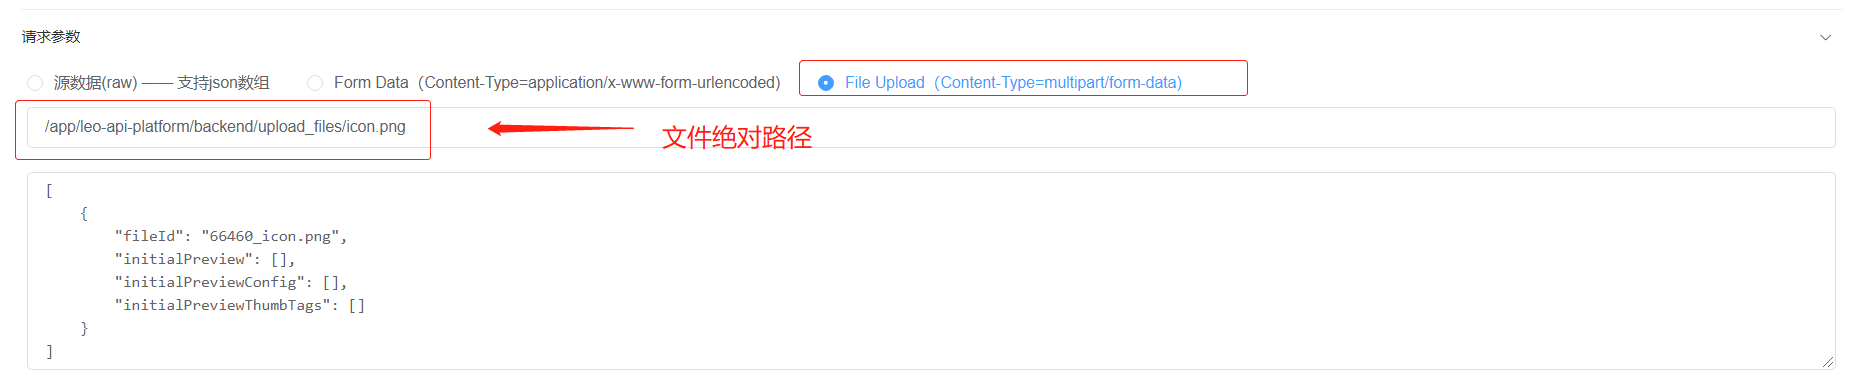 请求参数
源数据(raw) —— 支持json数组 Form Data（Content-Type=application/x-www-form-urlencoded） File Upload（Content-Type=multipart/form-data）
/app/leo-api-platform/backend/upload_files/icon.png
文件绝对路径
[
{
"fileId": "66460_icon.png",
"initialPreview": [],
"initialPreviewConfig": [],
"initialPreviewThumbTags": []
}
]